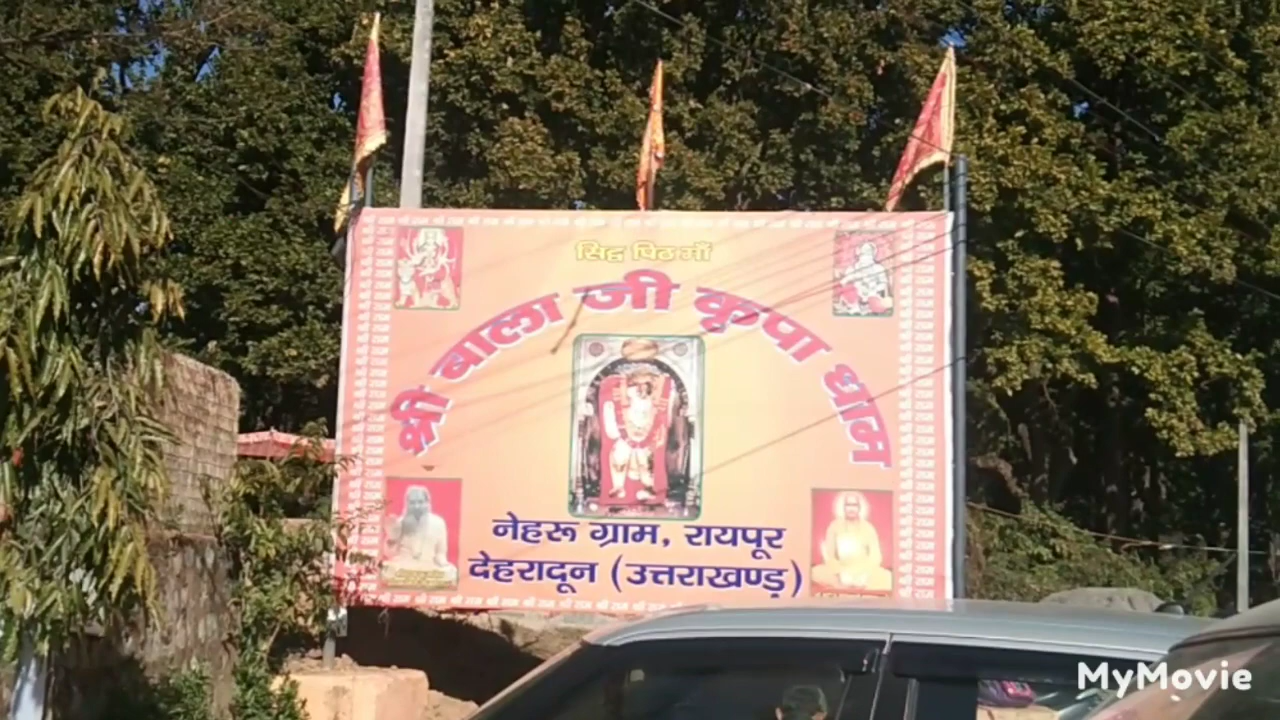 सिद्व पिठ माँ
श्री बाला जी कृपा धाम
नेहरू ग्राम, रायपूर
देहरादून (उत्तराखण्ड़)
MyMovie